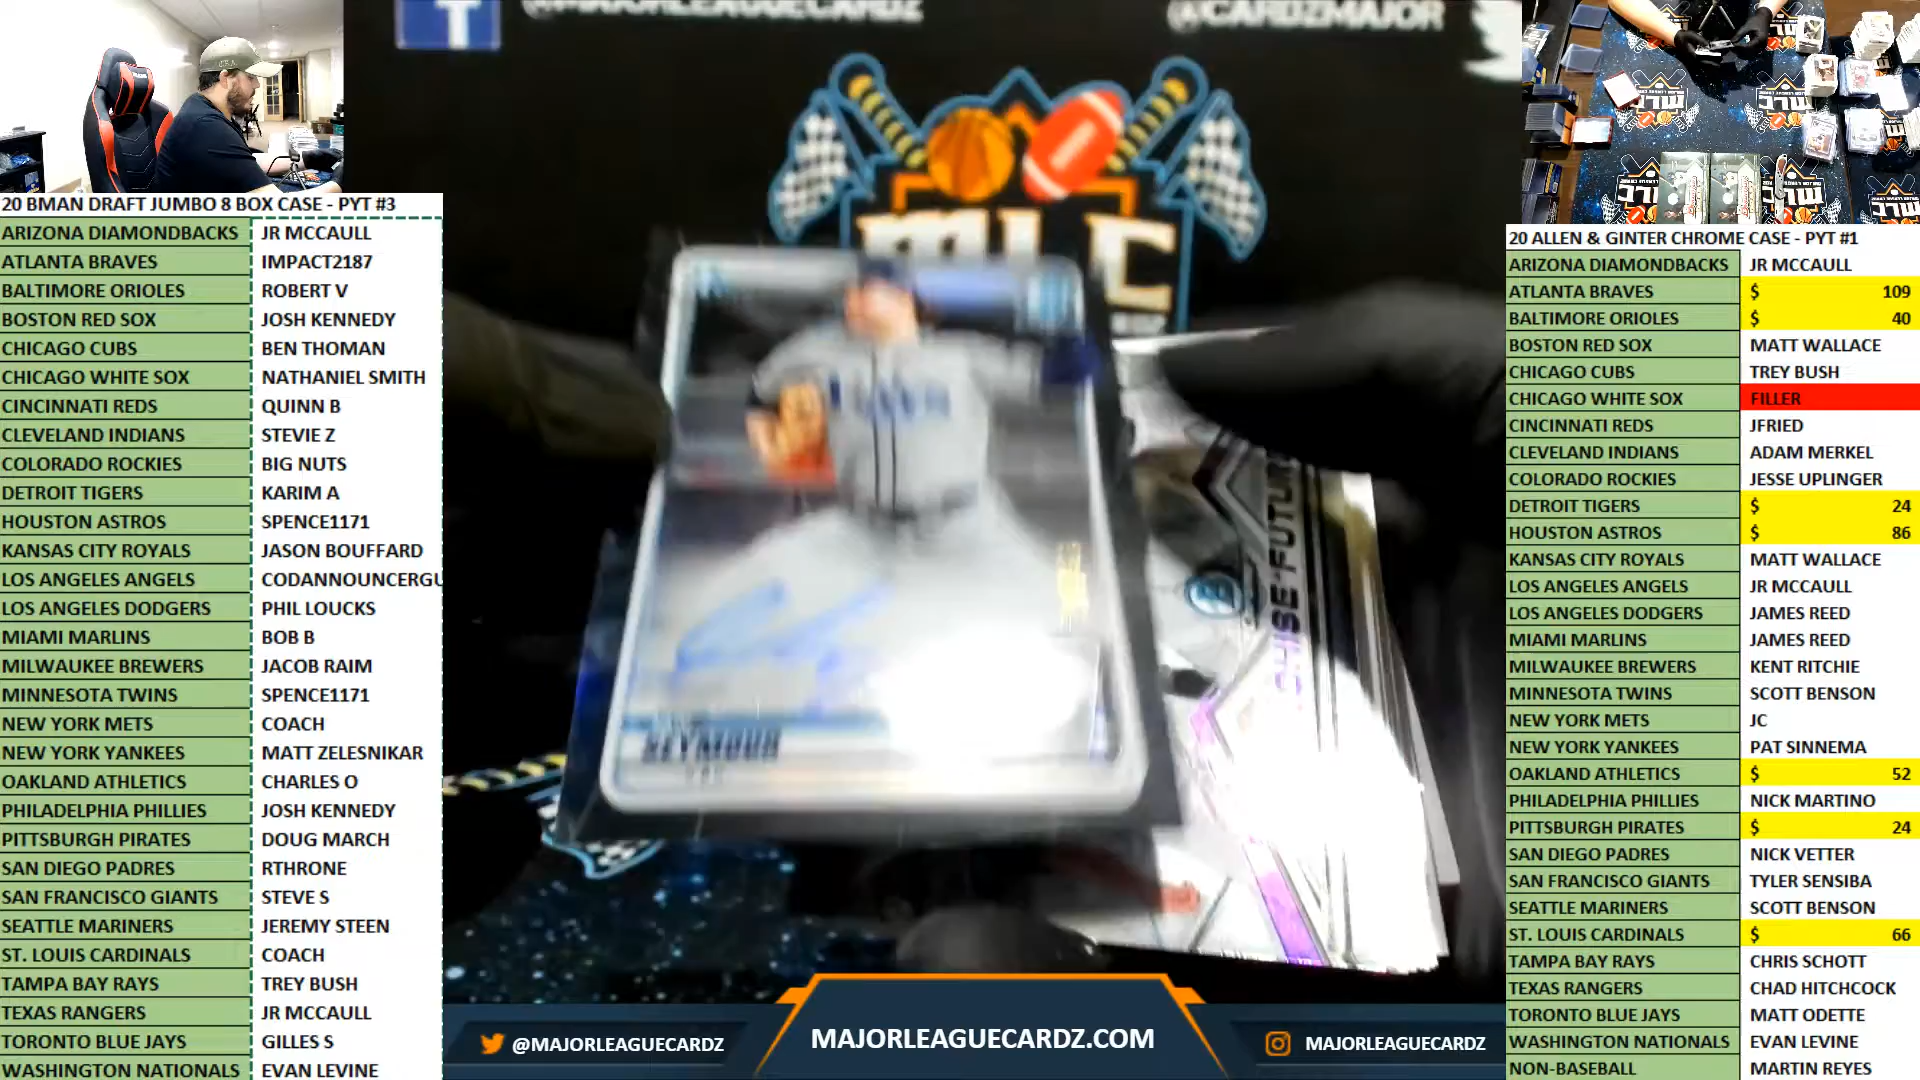 @MAJORLEAGUECARDZ
@CARDZMAJOR
MLC
20 BMAN DRAFT JUMBO 8 BOX CASE - PYT #3
ARIZONA DIAMONDBACKS JR MCCAULL
ATLANTA BRAVES IMPACT2187
BALTIMORE ORIOLES ROBERT V
BOSTON RED SOX JOSH KENNEDY
CHICAGO CUBS BEN THOMAN
CHICAGO WHITE SOX NATHANIEL SMITH
CINCINNATI REDS QUINN B
CLEVELAND INDIANS STEVIE Z
COLORADO ROCKIES BIG NUTS
DETROIT TIGERS KARIM A
HOUSTON ASTROS SPENCE1171
KANSAS CITY ROYALS JASON BOUFFARD
LOS ANGELES ANGELS CODANNOUNCERGU
LOS ANGELES DODGERS PHIL LOUCKS
MIAMI MARLINS BOB B
MILWAUKEE BREWERS JACOB RAIM
MINNESOTA TWINS SPENCE1171
NEW YORK METS COACH
NEW YORK YANKEES MATT ZELESNIKAR
OAKLAND ATHLETICS CHARLES O
PHILADELPHIA PHILLIES JOSH KENNEDY
PITTSBURGH PIRATES DOUG MARCH
SAN DIEGO PADRES RTHRONE
SAN FRANCISCO GIANTS STEVE S
SEATTLE MARINERS JEREMY STEEN
ST. LOUIS CARDINALS COACH
TAMPA BAY RAYS TREY BUSH
TEXAS RANGERS JR MCCAULL
TORONTO BLUE JAYS GILLES S
WASHINGTON NATIONALS EVAN LEVINE
SEYMOUR
20 ALLEN & GINTER CHROME CASE - PYT #1
ARIZONA DIAMONDBACKS JR MCCAULL
ATLANTA BRAVES $ 109
BALTIMORE ORIOLES $ 40
BOSTON RED SOX MATT WALLACE
CHICAGO CUBS TREY BUSH
CHICAGO WHITE SOX FILLER
CINCINNATI REDS JFRIED
CLEVELAND INDIANS ADAM MERKEL
COLORADO ROCKIES JESSE UPLINGER
DETROIT TIGERS $ 24
HOUSTON ASTROS $ 86
KANSAS CITY ROYALS MATT WALLACE
LOS ANGELES ANGELS JR MCCAULL
LOS ANGELES DODGERS JAMES REED
MIAMI MARLINS JAMES REED
MILWAUKEE BREWERS KENT RITCHIE
MINNESOTA TWINS SCOTT BENSON
NEW YORK METS JC
NEW YORK YANKEES PAT SINNEMA
OAKLAND ATHLETICS $ 52
PHILADELPHIA PHILLIES NICK MARTINO
PITTSBURGH PIRATES $ 24
SAN DIEGO PADRES NICK VETTER
SAN FRANCISCO GIANTS TYLER SENSIBA
SEATTLE MARINERS SCOTT BENSON
ST. LOUIS CARDINALS $ 66
TAMPA BAY RAYS CHRIS SCHOTT
TEXAS RANGERS CHAD HITCHCOCK
TORONTO BLUE JAYS MATT ODETTE
WASHINGTON NATIONALS EVAN LEVINE
NON-BASEBALL MARTIN REYES
@MAJORLEAGUECARDZ
MAJORLEAGUECARDZ.COM
MAJORLEAGUECARDZ